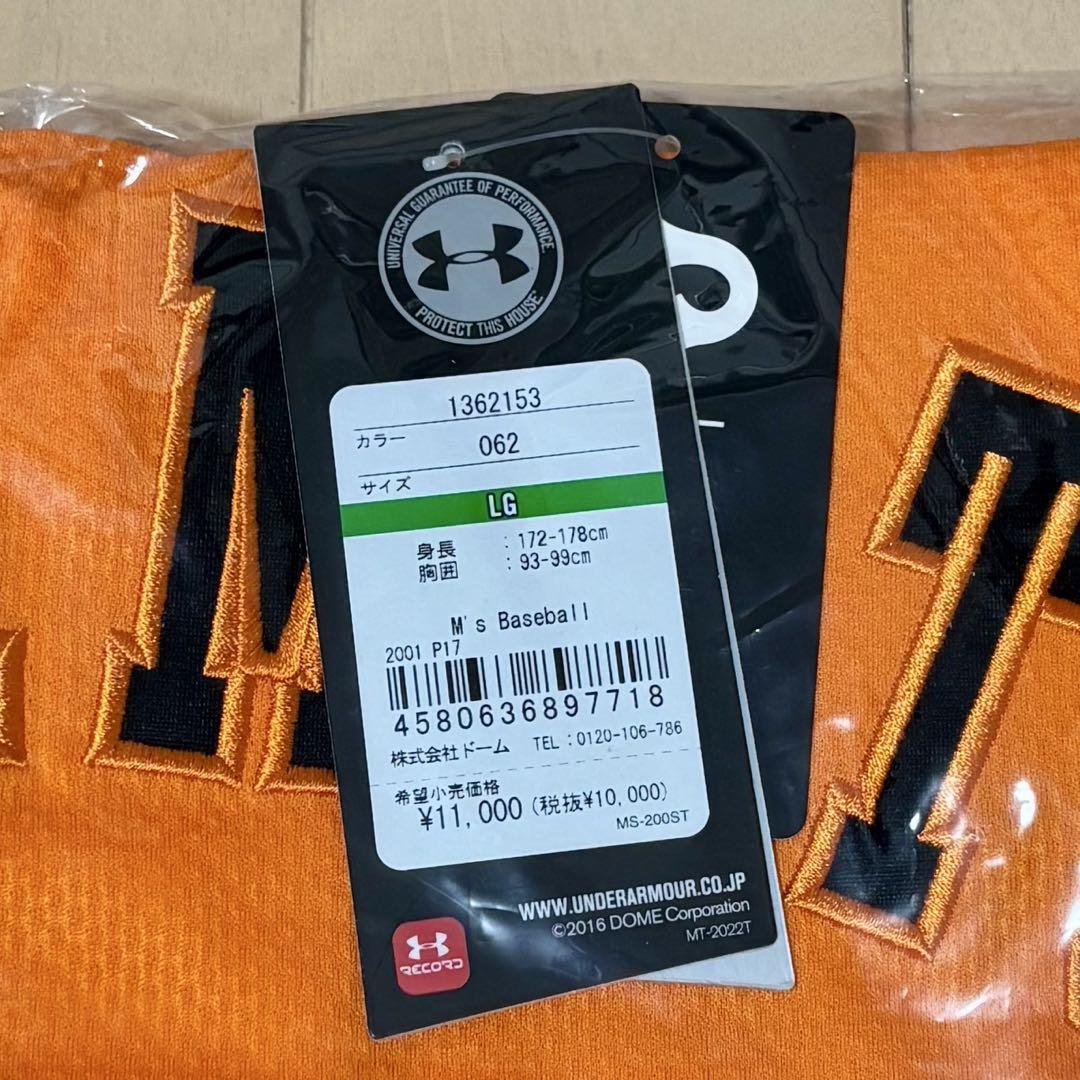 UNIVERSAL GUARANTEE OF PERFORMANCE.
PROTECT THIS HOUSE.
1362153
カラー 062
サイズ
LG
身長 : 172-178cm
胸囲 : 93-99cm
M's Baseball
2001 P17
4580636897718
株式会社ドーム TEL:0120-106-786
希望小売価格
¥11,000 (税抜¥10,000)
MS-200ST
WWW.UNDERARMOUR.CO.JP
©2016 DOME Corporation
MT-2022T
RECORD
M
T